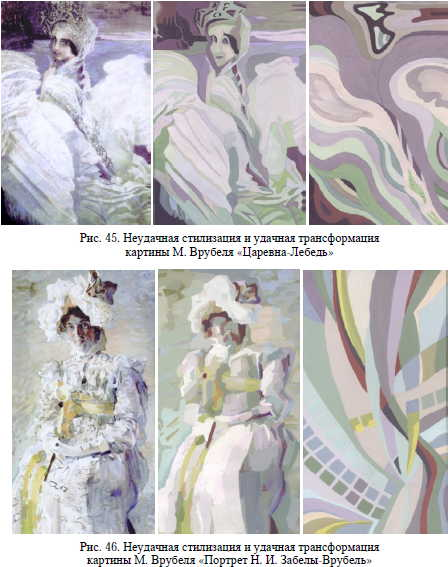 Рис. 45. Неудачная стилизация и удачная трансформация
картины М. Врубеля «Царевна-Лебедь»
Рис. 46. Неудачная стилизация и удачная трансформация
картины М. Врубеля «Портрет Н. И. Забелы-Врубель»